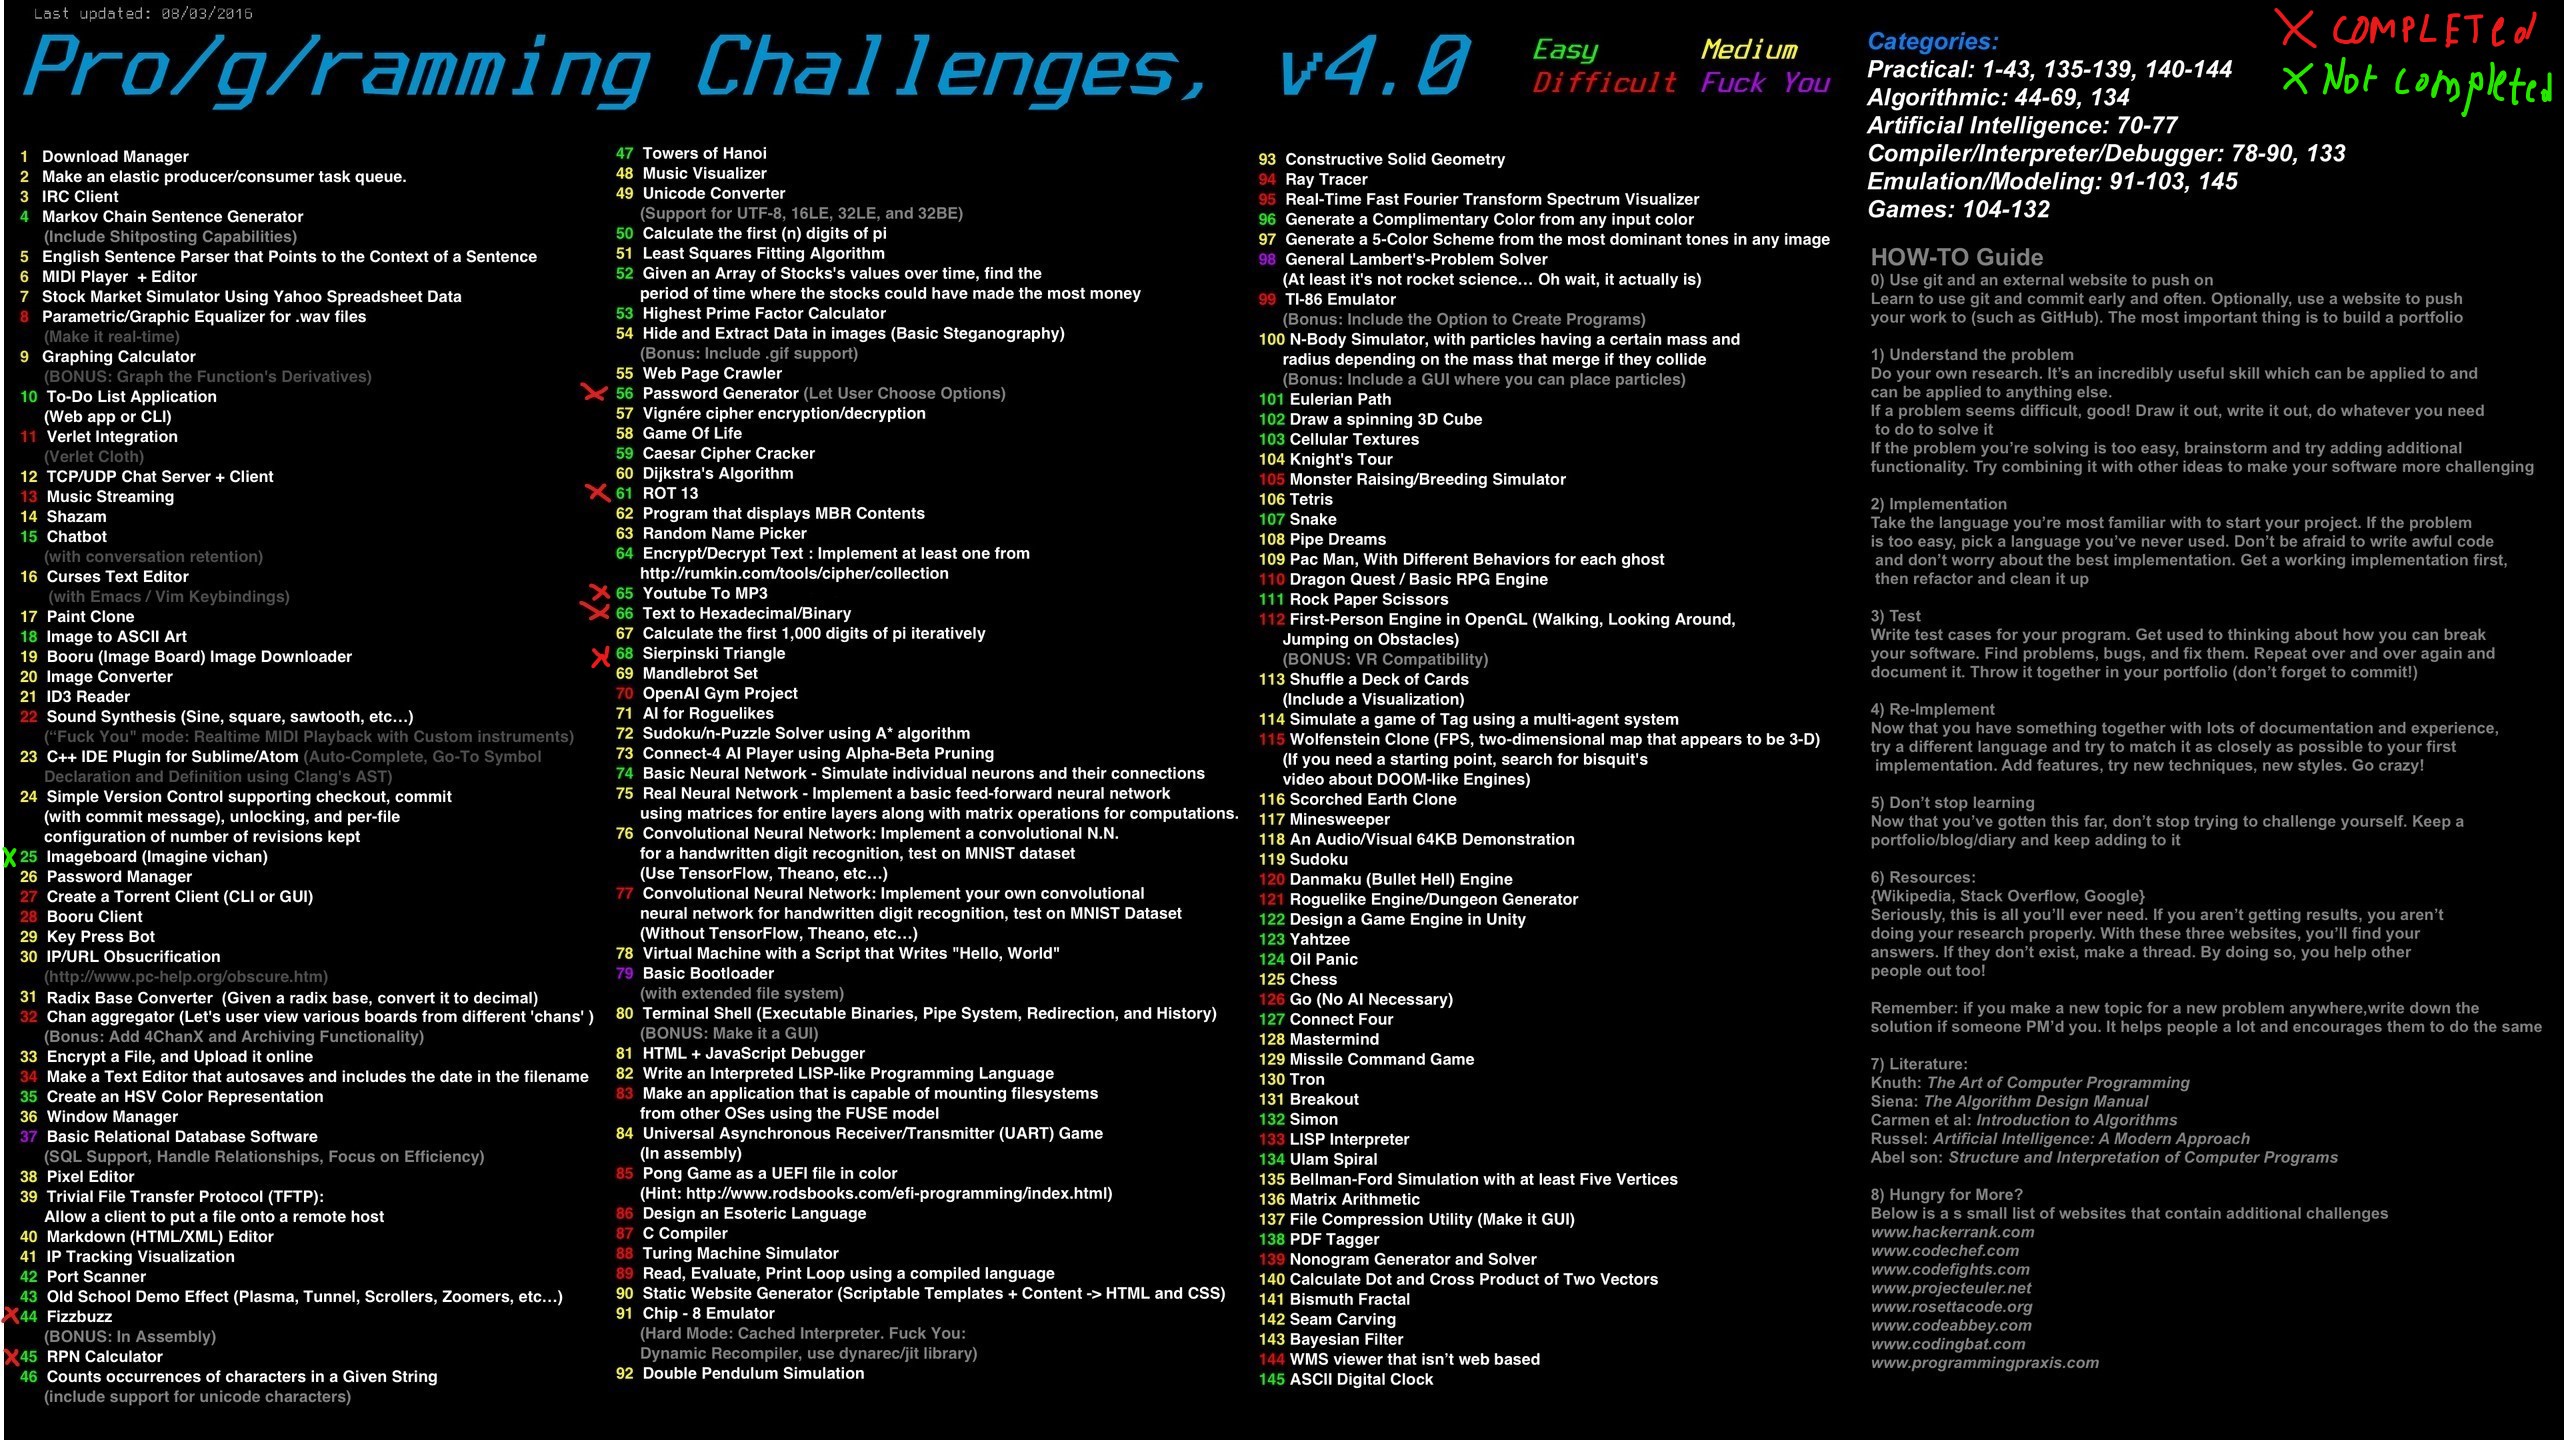 Last updated: 08/03/2016
Pro/g/ramming Challenges, v4.0
Easy Medium
Difficult Fuck You
X COMPLETEd
X Not completed
1 Download Manager
2 Make an elastic producer/consumer task queue.
3 IRC Client
4 Markov Chain Sentence Generator
(Include Shitposting Capabilities)
5 English Sentence Parser that Points to the Context of a Sentence
6 MIDI Player + Editor
7 Stock Market Simulator Using Yahoo Spreadsheet Data
8 Parametric/Graphic Equalizer for .wav files
(Make it real-time)
9 Graphing Calculator
(BONUS: Graph the Function's Derivatives)
10 To-Do List Application
(Web app or CLI)
11 Verlet Integration
(Verlet Cloth)
12 TCP/UDP Chat Server + Client
13 Music Streaming
14 Shazam
15 Chatbot
(with conversation retention)
16 Curses Text Editor
(with Emacs / Vim Keybindings)
17 Paint Clone
18 Image to ASCII Art
19 Booru (Image Board) Image Downloader
20 Image Converter
21 ID3 Reader
22 Sound Synthesis (Sine, square, sawtooth, etc…)
(“Fuck You" mode: Realtime MIDI Playback with Custom instruments)
23 C++ IDE Plugin for Sublime/Atom (Auto-Complete, Go-To Symbol
Declaration and Definition using Clang's AST)
24 Simple Version Control supporting checkout, commit
(with commit message), unlocking, and per-file
configuration of number of revisions kept
X 25 Imageboard (Imagine vichan)
26 Password Manager
27 Create a Torrent Client (CLI or GUI)
28 Booru Client
29 Key Press Bot
30 IP/URL Obsucrification
(http://www.pc-help.org/obscure.htm)
31 Radix Base Converter (Given a radix base, convert it to decimal)
32 Chan aggregator (Let's user view various boards from different 'chans' )
(Bonus: Add 4ChanX and Archiving Functionality)
33 Encrypt a File, and Upload it online
34 Make a Text Editor that autosaves and includes the date in the filename
35 Create an HSV Color Representation
36 Window Manager
37 Basic Relational Database Software
(SQL Support, Handle Relationships, Focus on Efficiency)
38 Pixel Editor
39 Trivial File Transfer Protocol (TFTP):
Allow a client to put a file onto a remote host
40 Markdown (HTML/XML) Editor
41 IP Tracking Visualization
42 Port Scanner
43 Old School Demo Effect (Plasma, Tunnel, Scrollers, Zoomers, etc…)
X 44 Fizzbuzz
(BONUS: In Assembly)
X 45 RPN Calculator
46 Counts occurrences of characters in a Given String
(include support for unicode characters)
47 Towers of Hanoi
48 Music Visualizer
49 Unicode Converter
(Support for UTF-8, 16LE, 32LE, and 32BE)
50 Calculate the first (n) digits of pi
51 Least Squares Fitting Algorithm
52 Given an Array of Stocks's values over time, find the
period of time where the stocks could have made the most money
53 Highest Prime Factor Calculator
54 Hide and Extract Data in images (Basic Steganography)
(Bonus: Include .gif support)
55 Web Page Crawler
X 56 Password Generator (Let User Choose Options)
57 Vignére cipher encryption/decryption
58 Game Of Life
59 Caesar Cipher Cracker
60 Dijkstra's Algorithm
X 61 ROT 13
62 Program that displays MBR Contents
63 Random Name Picker
64 Encrypt/Decrypt Text : Implement at least one from
http://rumkin.com/tools/cipher/collection
X 65 Youtube To MP3
X 66 Text to Hexadecimal/Binary
67 Calculate the first 1,000 digits of pi iteratively
X 68 Sierpinski Triangle
69 Mandlebrot Set
70 OpenAI Gym Project
71 AI for Roguelikes
72 Sudoku/n-Puzzle Solver using A* algorithm
73 Connect-4 AI Player using Alpha-Beta Pruning
74 Basic Neural Network - Simulate individual neurons and their connections
75 Real Neural Network - Implement a basic feed-forward neural network
using matrices for entire layers along with matrix operations for computations.
76 Convolutional Neural Network: Implement a convolutional N.N.
for a handwritten digit recognition, test on MNIST dataset
(Use TensorFlow, Theano, etc…)
77 Convolutional Neural Network: Implement your own convolutional
neural network for handwritten digit recognition, test on MNIST Dataset
(Without TensorFlow, Theano, etc…)
78 Virtual Machine with a Script that Writes "Hello, World"
79 Basic Bootloader
(with extended file system)
80 Terminal Shell (Executable Binaries, Pipe System, Redirection, and History)
(BONUS: Make it a GUI)
81 HTML + JavaScript Debugger
82 Write an Interpreted LISP-like Programming Language
83 Make an application that is capable of mounting filesystems
from other OSes using the FUSE model
84 Universal Asynchronous Receiver/Transmitter (UART) Game
(In assembly)
85 Pong Game as a UEFI file in color
(Hint: http://www.rodsbooks.com/efi-programming/index.html)
86 Design an Esoteric Language
87 C Compiler
88 Turing Machine Simulator
89 Read, Evaluate, Print Loop using a compiled language
90 Static Website Generator (Scriptable Templates + Content -> HTML and CSS)
91 Chip - 8 Emulator
(Hard Mode: Cached Interpreter. Fuck You:
Dynamic Recompiler, use dynarec/jit library)
92 Double Pendulum Simulation
93 Constructive Solid Geometry
94 Ray Tracer
95 Real-Time Fast Fourier Transform Spectrum Visualizer
96 Generate a Complimentary Color from any input color
97 Generate a 5-Color Scheme from the most dominant tones in any image
98 General Lambert's-Problem Solver
(At least it's not rocket science… Oh wait, it actually is)
99 TI-86 Emulator
(Bonus: Include the Option to Create Programs)
100 N-Body Simulator, with particles having a certain mass and
radius depending on the mass that merge if they collide
(Bonus: Include a GUI where you can place particles)
101 Eulerian Path
102 Draw a spinning 3D Cube
103 Cellular Textures
104 Knight's Tour
105 Monster Raising/Breeding Simulator
106 Tetris
107 Snake
108 Pipe Dreams
109 Pac Man, With Different Behaviors for each ghost
110 Dragon Quest / Basic RPG Engine
111 Rock Paper Scissors
112 First-Person Engine in OpenGL (Walking, Looking Around,
Jumping on Obstacles)
(BONUS: VR Compatibility)
113 Shuffle a Deck of Cards
(Include a Visualization)
114 Simulate a game of Tag using a multi-agent system
115 Wolfenstein Clone (FPS, two-dimensional map that appears to be 3-D)
(If you need a starting point, search for bisquit's
video about DOOM-like Engines)
116 Scorched Earth Clone
117 Minesweeper
118 An Audio/Visual 64KB Demonstration
119 Sudoku
120 Danmaku (Bullet Hell) Engine
121 Roguelike Engine/Dungeon Generator
122 Design a Game Engine in Unity
123 Yahtzee
124 Oil Panic
125 Chess
126 Go (No AI Necessary)
127 Connect Four
128 Mastermind
129 Missile Command Game
130 Tron
131 Breakout
132 Simon
133 LISP Interpreter
134 Ulam Spiral
135 Bellman-Ford Simulation with at least Five Vertices
136 Matrix Arithmetic
137 File Compression Utility (Make it GUI)
138 PDF Tagger
139 Nonogram Generator and Solver
140 Calculate Dot and Cross Product of Two Vectors
141 Bismuth Fractal
142 Seam Carving
143 Bayesian Filter
144 WMS viewer that isn’t web based
145 ASCII Digital Clock
Categories:
Practical: 1-43, 135-139, 140-144
Algorithmic: 44-69, 134
Artificial Intelligence: 70-77
Compiler/Interpreter/Debugger: 78-90, 133
Emulation/Modeling: 91-103, 145
Games: 104-132
HOW-TO Guide
0) Use git and an external website to push on
Learn to use git and commit early and often. Optionally, use a website to push
your work to (such as GitHub). The most important thing is to build a portfolio
1) Understand the problem
Do your own research. It’s an incredibly useful skill which can be applied to and
can be applied to anything else.
If a problem seems difficult, good! Draw it out, write it out, do whatever you need
to do to solve it
If the problem you’re solving is too easy, brainstorm and try adding additional
functionality. Try combining it with other ideas to make your software more challenging
2) Implementation
Take the language you’re most familiar with to start your project. If the problem
is too easy, pick a language you’ve never used. Don’t be afraid to write awful code
and don’t worry about the best implementation. Get a working implementation first,
then refactor and clean it up
3) Test
Write test cases for your program. Get used to thinking about how you can break
your software. Find problems, bugs, and fix them. Repeat over and over again and
document it. Throw it together in your portfolio (don’t forget to commit!)
4) Re-Implement
Now that you have something together with lots of documentation and experience,
try a different language and try to match it as closely as possible to your first
implementation. Add features, try new techniques, new styles. Go crazy!
5) Don’t stop learning
Now that you’ve gotten this far, don’t stop trying to challenge yourself. Keep a
portfolio/blog/diary and keep adding to it
6) Resources:
{Wikipedia, Stack Overflow, Google}
Seriously, this is all you’ll ever need. If you aren’t getting results, you aren’t
doing your research properly. With these three websites, you’ll find your
answers. If they don’t exist, make a thread. By doing so, you help other
people out too!
Remember: if you make a new topic for a new problem anywhere,write down the
solution if someone PM’d you. It helps people a lot and encourages them to do the same
7) Literature:
Knuth: The Art of Computer Programming
Siena: The Algorithm Design Manual
Carmen et al: Introduction to Algorithms
Russel: Artificial Intelligence: A Modern Approach
Abel son: Structure and Interpretation of Computer Programs
8) Hungry for More?
Below is a s small list of websites that contain additional challenges
www.hackerrank.com
www.codechef.com
www.codefights.com
www.projecteuler.net
www.rosettacode.org
www.codeabbey.com
www.codingbat.com
www.programmingpraxis.com